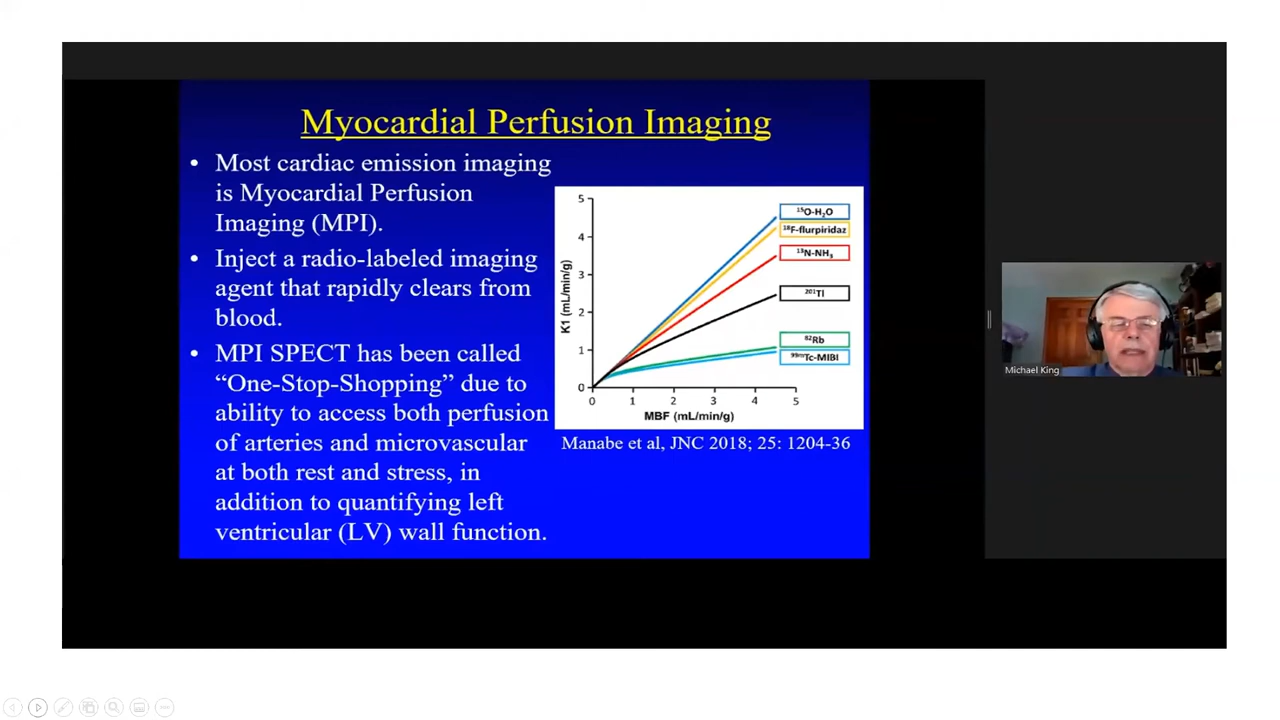 Myocardial Perfusion Imaging
• Most cardiac emission imaging
is Myocardial Perfusion
Imaging (MPI).
• Inject a radio-labeled imaging
agent that rapidly clears from
blood.
• MPI SPECT has been called
“One-Stop-Shopping” due to
ability to access both perfusion
of arteries and microvascular
at both rest and stress, in
addition to quantifying left
ventricular (LV) wall function.
5
4
3
2
1
0
K1 (mL/min/g)
0 1 2 3 4 5
MBF (mL/min/g)
¹⁵O-H₂O
¹⁸F-flurpiridaz
¹³N-NH₃
²⁰¹Tl
⁸²Rb
⁹⁹ᵐTc-MIBI
Manabe et al, JNC 2018; 25: 1204-36
Michael King